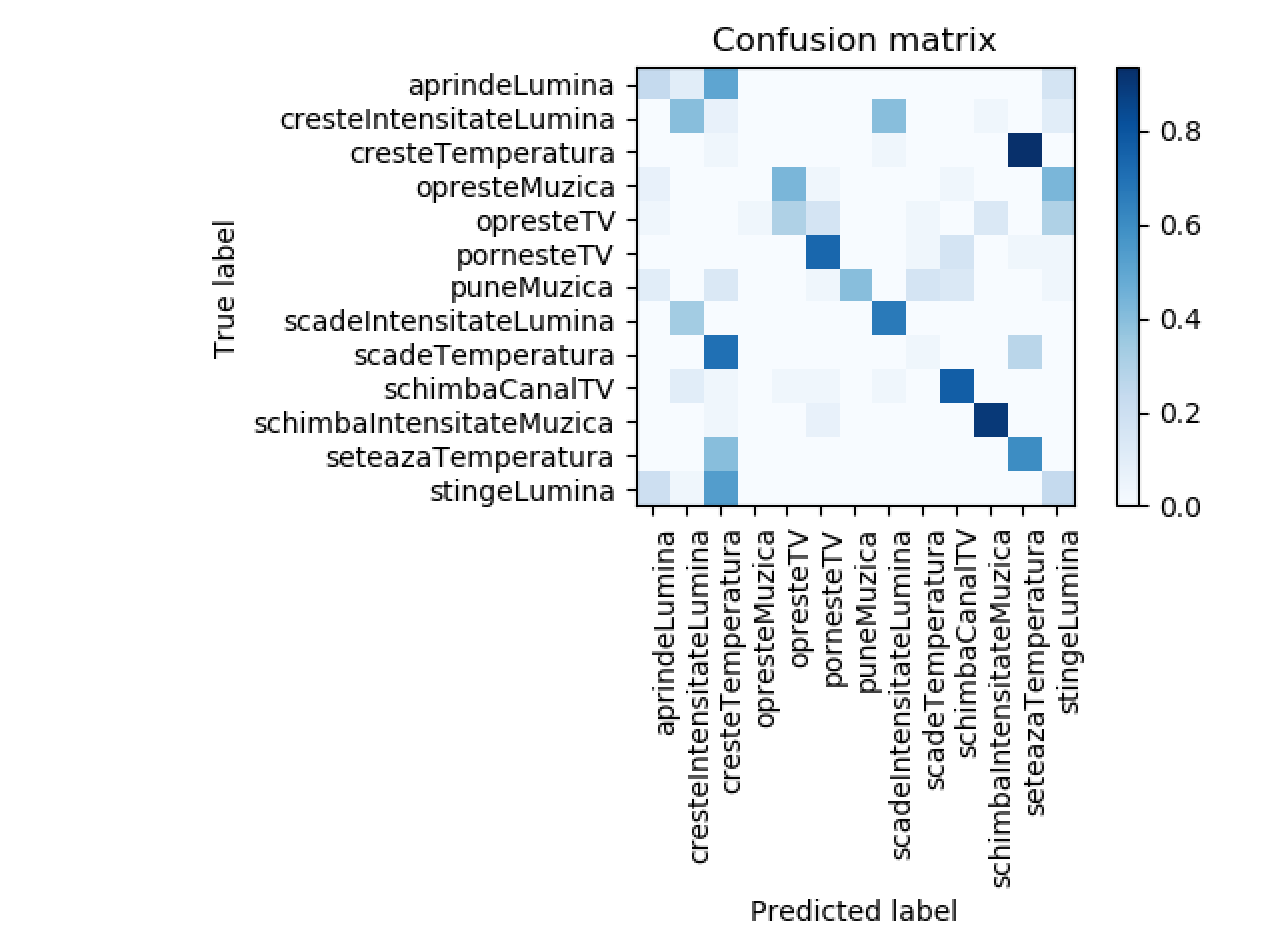 Confusion matrix
True label
aprindeLumina
cresteIntensitateLumina
cresteTemperatura
opresteMuzica
opresteTV
pornesteTV
puneMuzica
scadeIntensitateLumina
scadeTemperatura
schimbaCanalTV
schimbaIntensitateMuzica
seteazaTemperatura
stingeLumina
0.8
0.6
0.4
0.2
0.0
aprindeLumina
cresteIntensitateLumina
cresteTemperatura
opresteMuzica
opresteTV
pornesteTV
puneMuzica
scadeIntensitateLumina
scadeTemperatura
schimbaCanalTV
schimbaIntensitateMuzica
seteazaTemperatura
stingeLumina
Predicted label